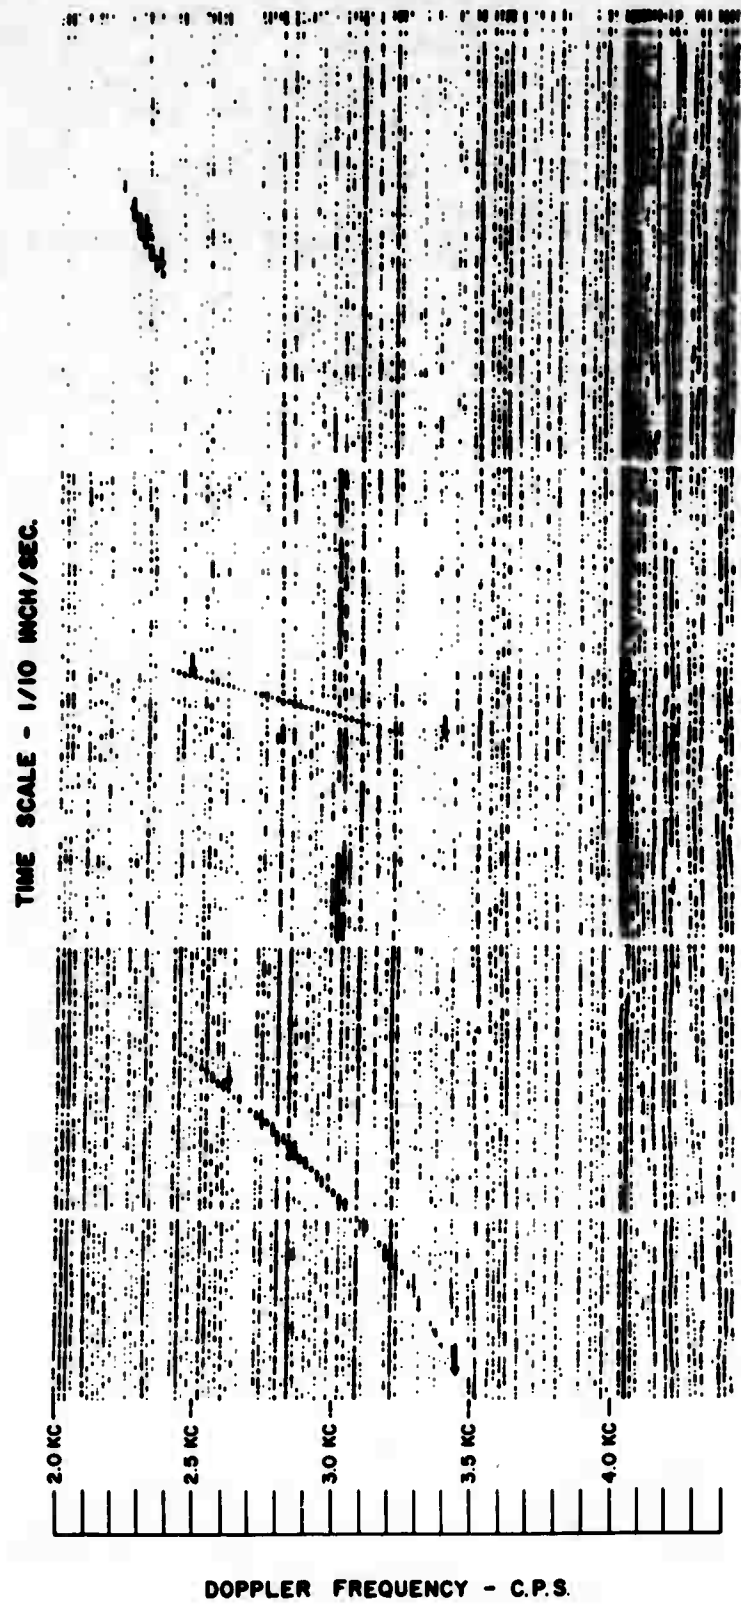 TIME SCALE - 1/10 INCH/SEC.
2.0 KC
2.5 KC
3.0 KC
3.5 KC
4.0 KC
DOPPLER FREQUENCY - C.P.S.